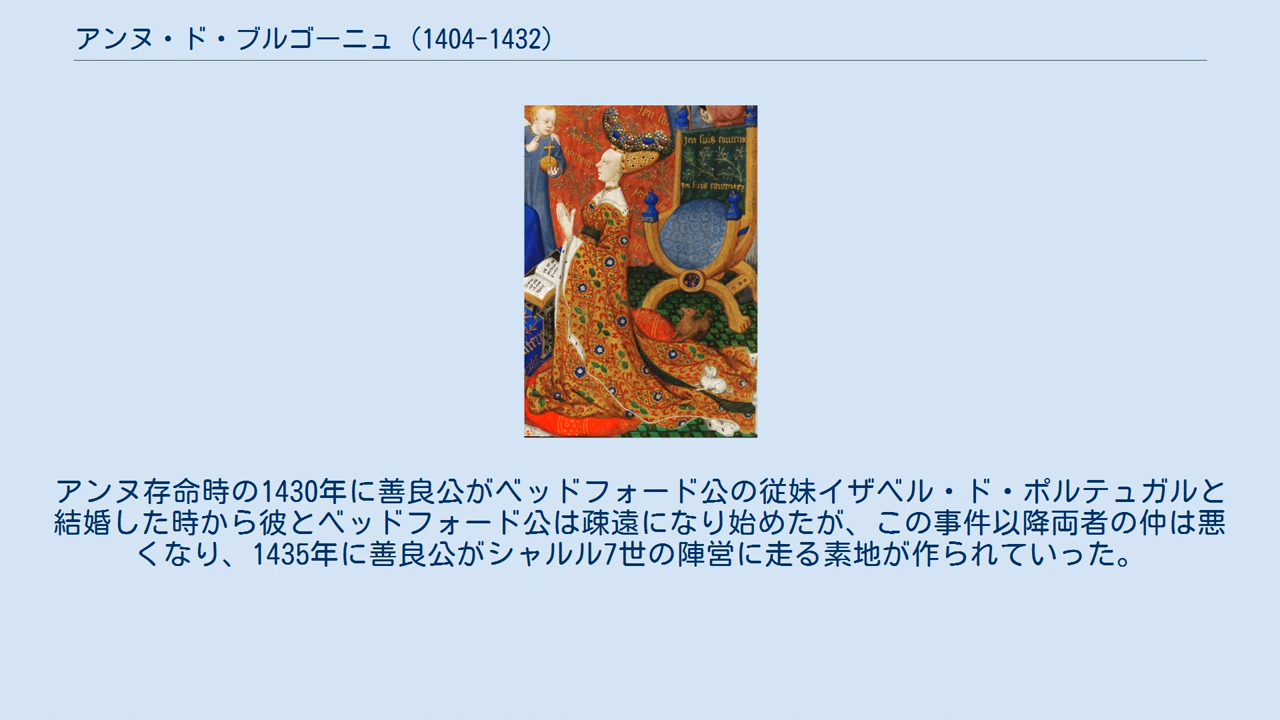 アンヌ・ド・ブルゴーニュ（1404-1432）
アンヌ存命時の1430年に善良公がベッドフォード公の従妹イザベル・ド・ポルテュガルと
結婚した時から彼とベッドフォード公は疎遠になり始めたが、この事件以降両者の仲は悪
くなり、1435年に善良公がシャルル7世の陣営に走る素地が作られていった。